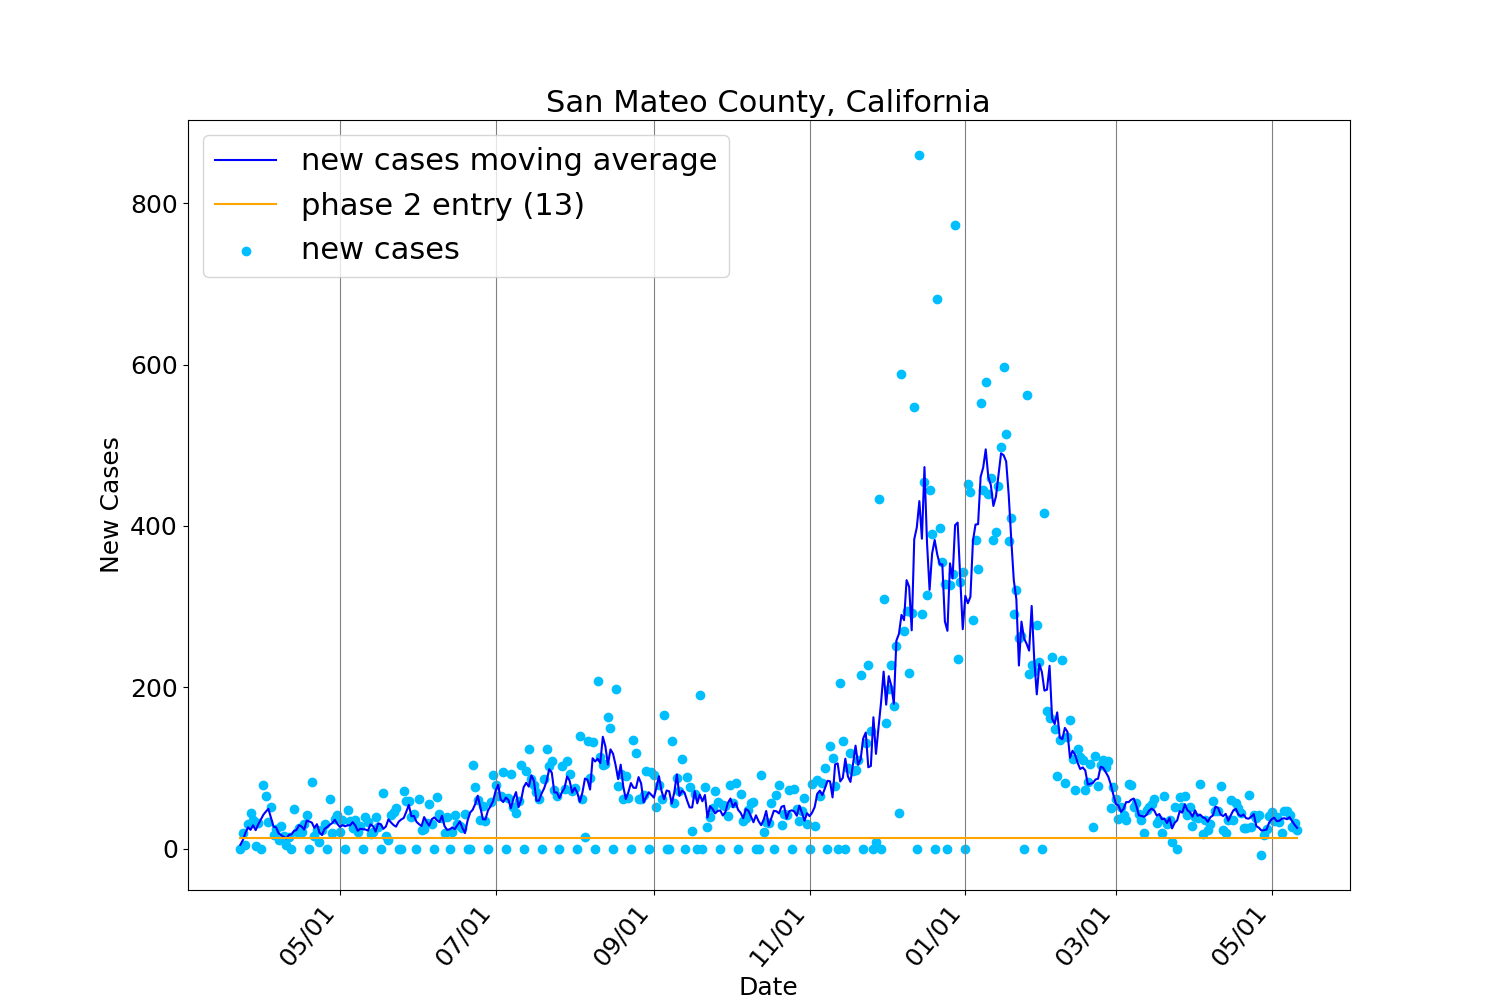 San Mateo County, California
new cases moving average
phase 2 entry (13)
new cases
800
600
400
200
0
New Cases
05/01
07/01
09/01
11/01
01/01
03/01
05/01
Date